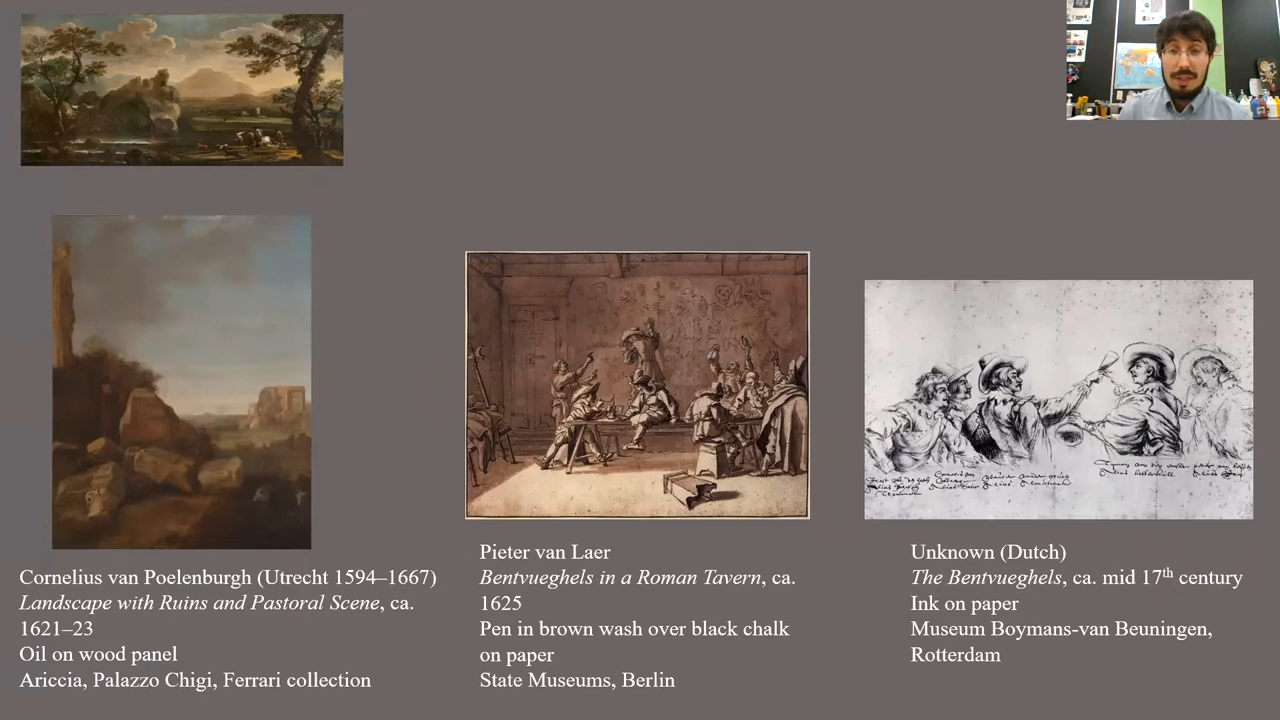 Cornelius van Poelenburgh (Utrecht 1594–1667)
Landscape with Ruins and Pastoral Scene, ca.
1621–23
Oil on wood panel
Ariccia, Palazzo Chigi, Ferrari collection
Pieter van Laer
Bentvueghels in a Roman Tavern, ca.
1625
Pen in brown wash over black chalk
on paper
State Museums, Berlin
Unknown (Dutch)
The Bentvueghels, ca. mid 17th century
Ink on paper
Museum Boymans-van Beuningen,
Rotterdam